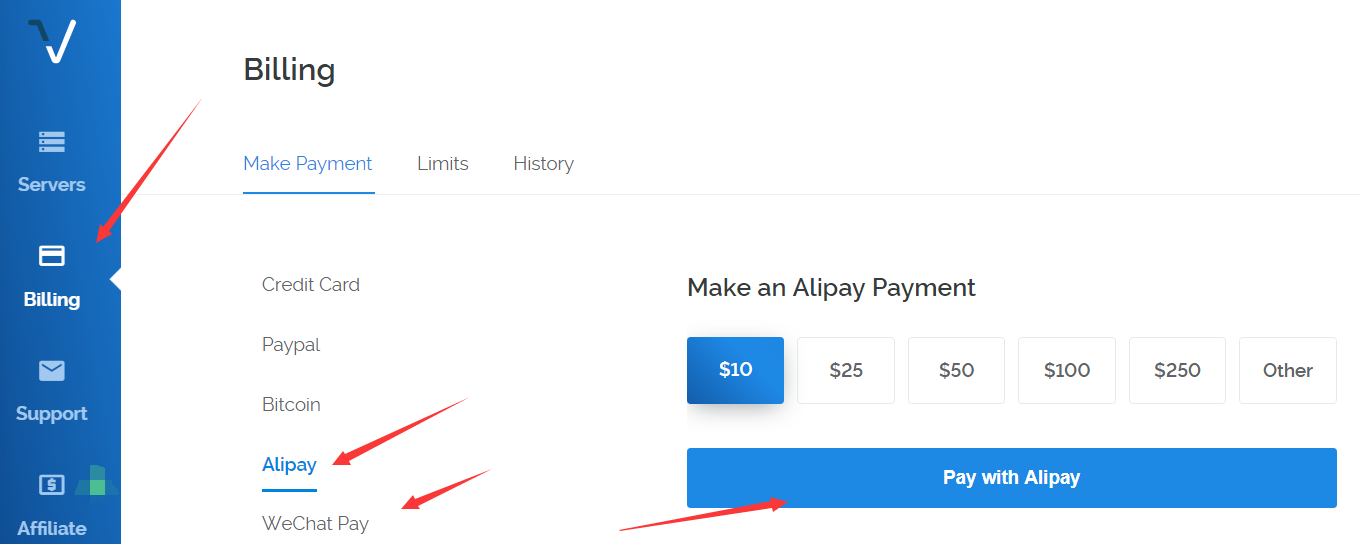 Billing
Make Payment Limits History
Servers
Billing
Support
Affiliate
Credit Card
Paypal
Bitcoin
Alipay
WeChat Pay
Make an Alipay Payment
$10 $25 $50 $100 $250 Other
Pay with Alipay